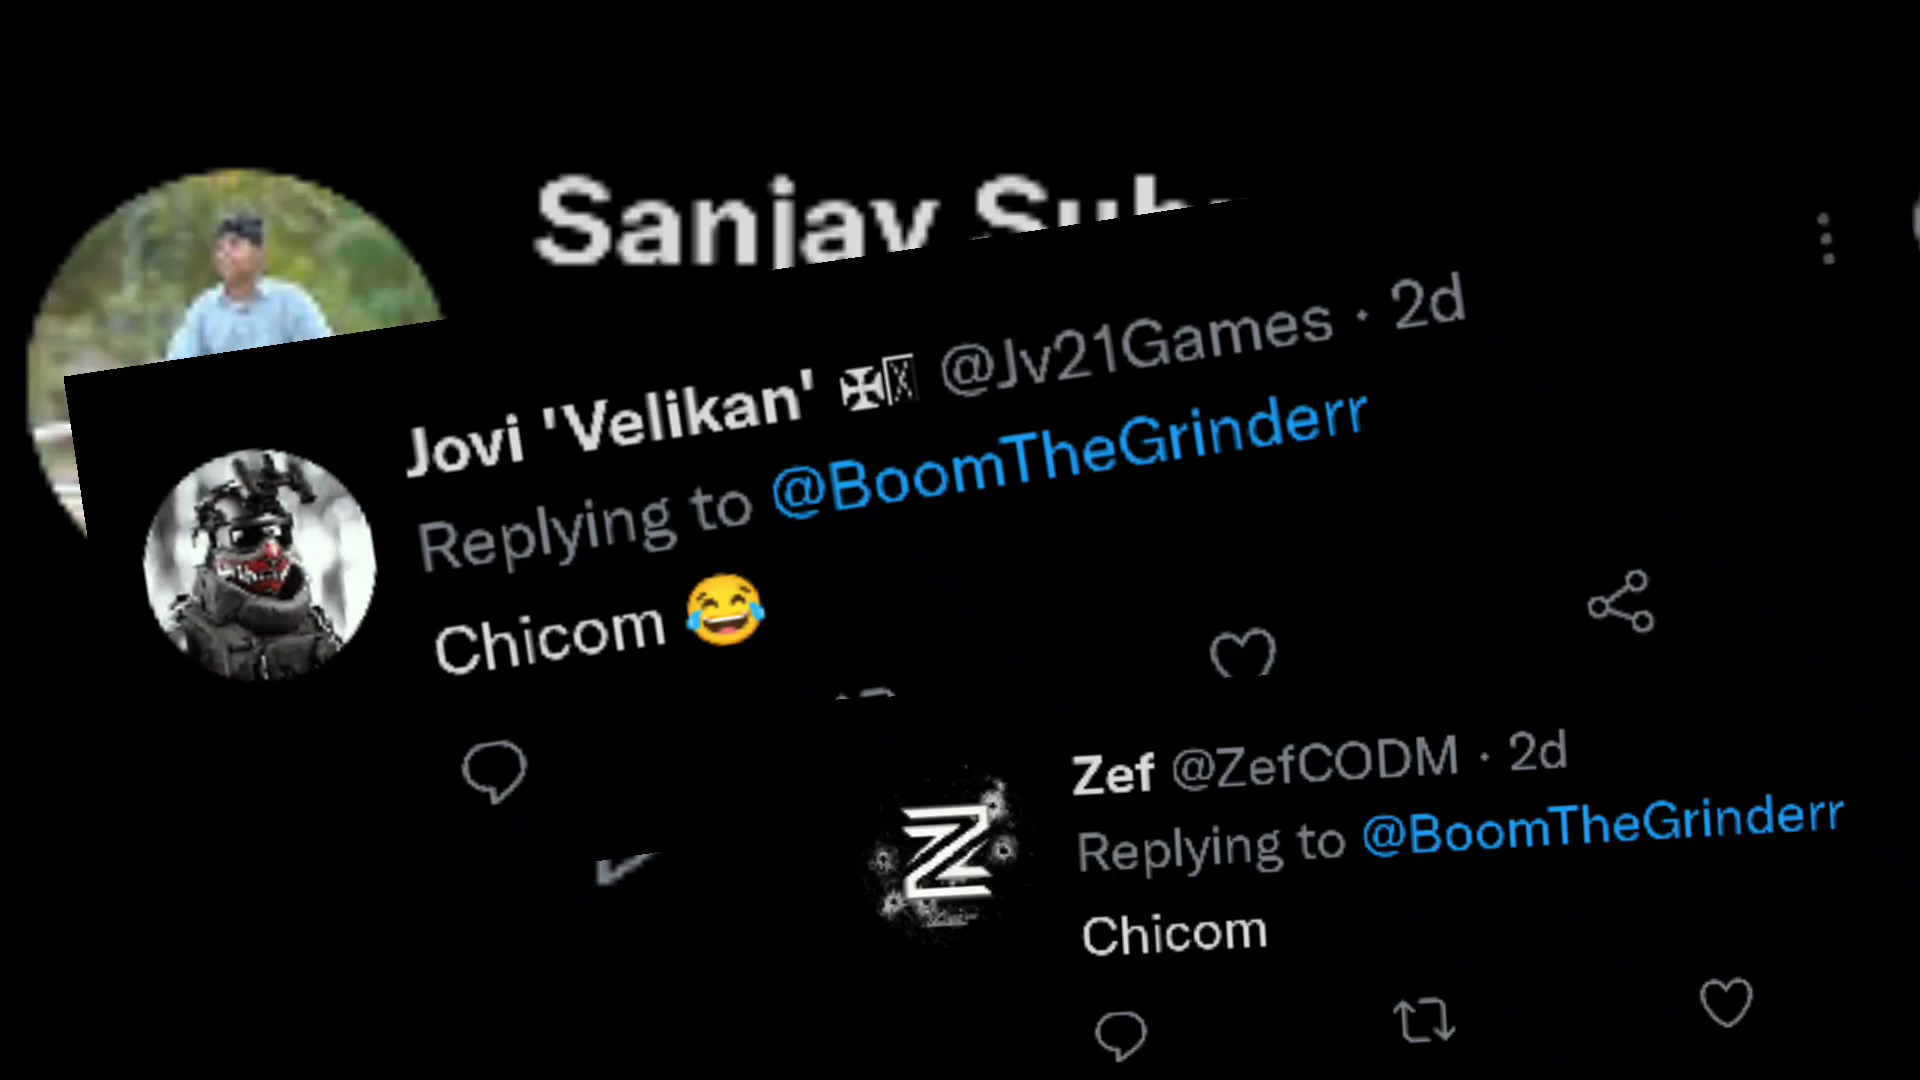 Sanjay
Jovi 'Velikan' ✠ @Jv21Games · 2d
Replying to @BoomTheGrinderr
Chicom 😂
Zef @ZefCODM · 2d
Replying to @BoomTheGrinderr
Chicom